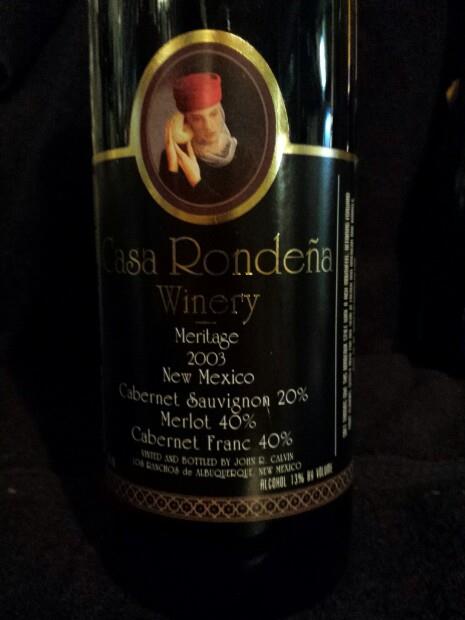 Casa Rondeña
Winery
Meritage
2003
New Mexico
Cabernet Sauvignon 20%
Merlot 40%
Cabernet Franc 40%
VINTED AND BOTTLED BY JOHN R. CALVIN
LOS RANCHOS de ALBUQUERQUE, NEW MEXICO
ALCOHOL 13% BY VOLUME